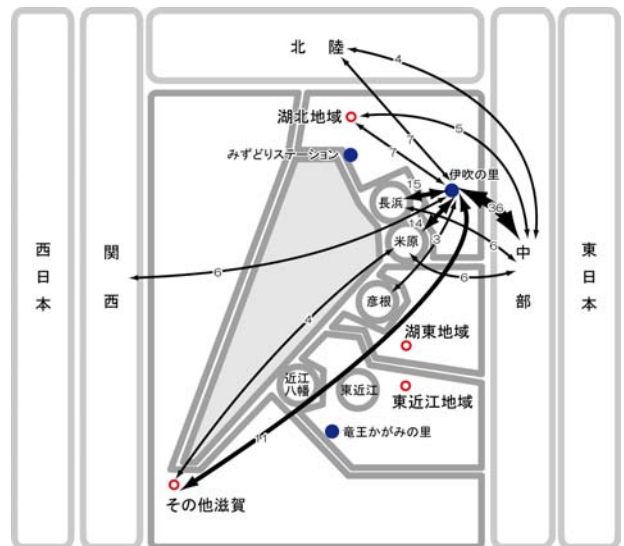 北 陸
4
湖北地域
5
7
7
みずどりステーション
伊吹の里
15
36
長浜
14
米原
3
6
中部
西日本
関西
東日本
6
6
彦根
4
湖東地域
近江八幡
東近江
東近江地域
竜王かがみの里
11
その他滋賀